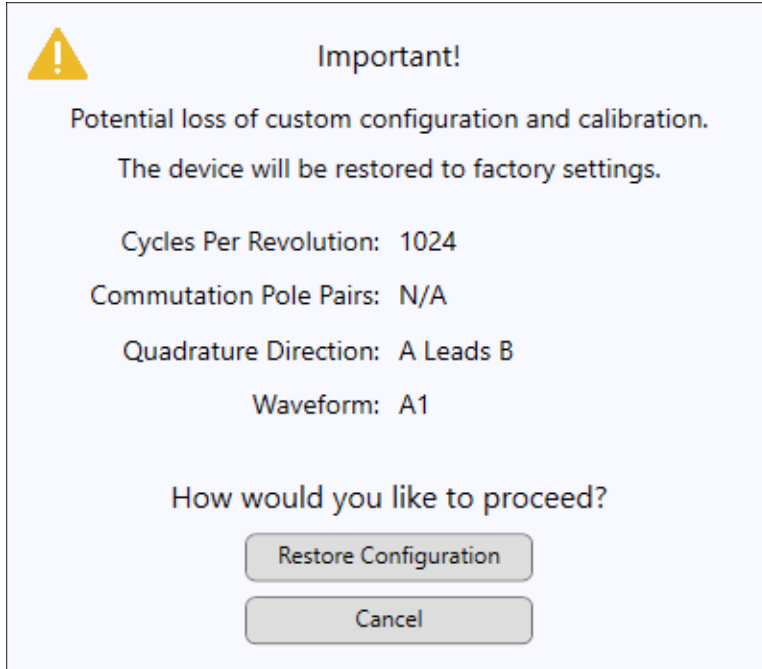 Important!
Potential loss of custom configuration and calibration.
The device will be restored to factory settings.
Cycles Per Revolution: 1024
Commutation Pole Pairs: N/A
Quadrature Direction: A Leads B
Waveform: A1
How would you like to proceed?
Restore Configuration
Cancel